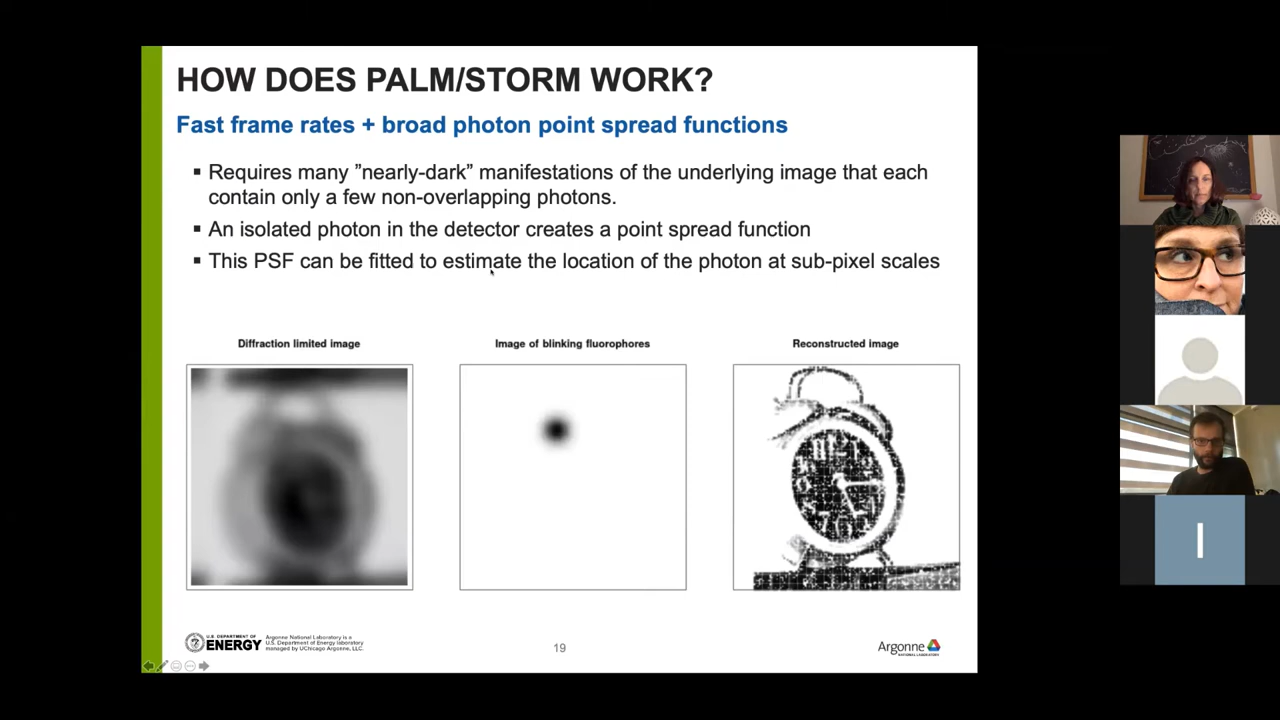 HOW DOES PALM/STORM WORK?
Fast frame rates + broad photon point spread functions
▪ Requires many ”nearly-dark” manifestations of the underlying image that each
contain only a few non-overlapping photons.
▪ An isolated photon in the detector creates a point spread function
▪ This PSF can be fitted to estimate the location of the photon at sub-pixel scales
Diffraction limited image
Image of blinking fluorophores
Reconstructed image
U.S. DEPARTMENT OF
ENERGY
Argonne National Laboratory is a
U.S. Department of Energy laboratory
managed by UChicago Argonne, LLC.
19
Argonne
NATIONAL LABORATORY
I